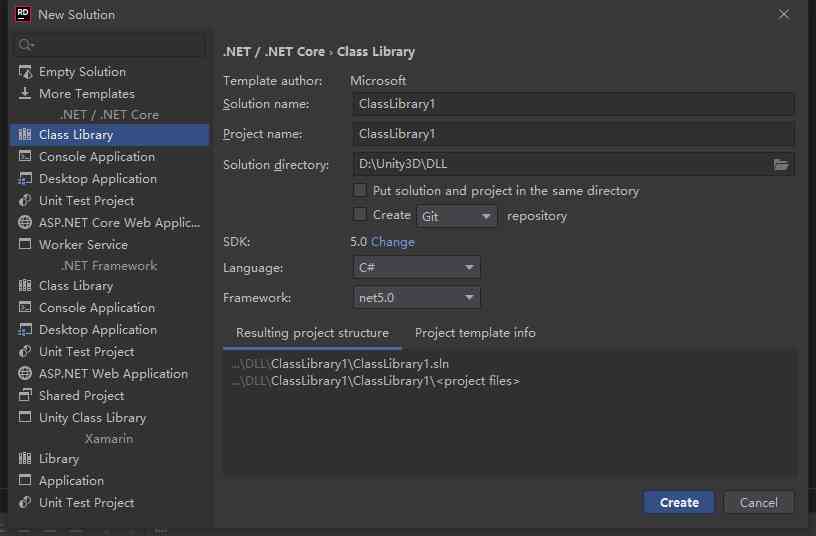 RD New Solution
Empty Solution
More Templates
.NET / .NET Core
Class Library
Console Application
Desktop Application
Unit Test Project
ASP.NET Core Web Applic...
Worker Service
.NET Framework
Class Library
Console Application
Desktop Application
Unit Test Project
ASP.NET Web Application
Shared Project
Unity Class Library
Xamarin
Library
Application
Unit Test Project
.NET / .NET Core › Class Library
Template author: Microsoft
Solution name: ClassLibrary1
Project name: ClassLibrary1
Solution directory: D:\Unity3D\DLL
Put solution and project in the same directory
Create Git repository
SDK: 5.0 Change
Language: C#
Framework: net5.0
Resulting project structure Project template info
...\DLL\ClassLibrary1\ClassLibrary1.sln
...\DLL\ClassLibrary1\ClassLibrary1\<project files>
Create Cancel